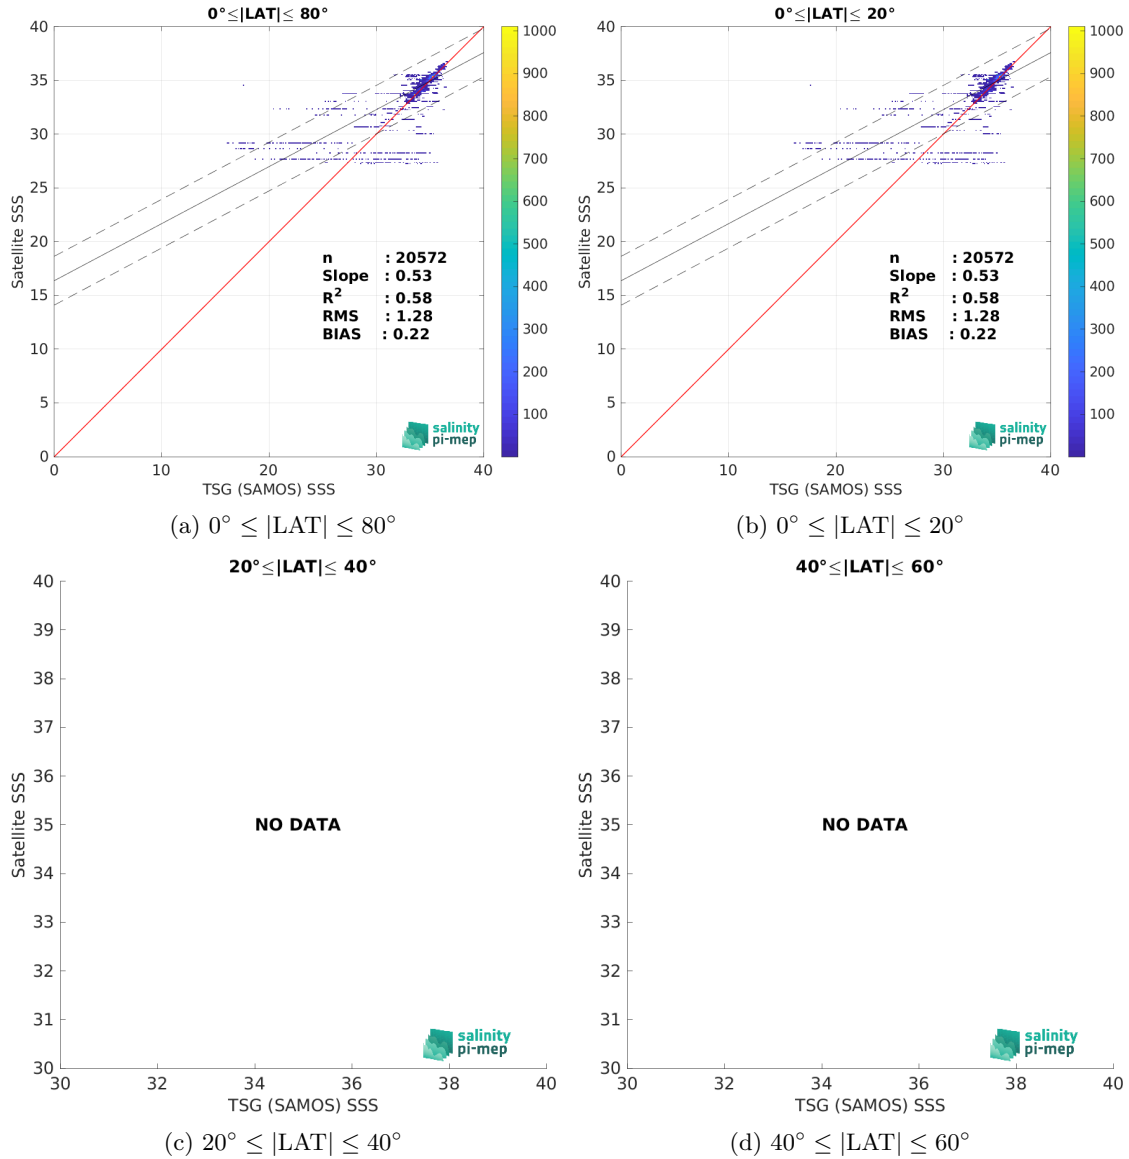 0°≤|LAT|≤ 80°
40
35
30
25
20
15
10
5
0
Satellite SSS
n : 20572
Slope : 0.53
R² : 0.58
RMS : 1.28
BIAS : 0.22
salinity
pi-mep
0 10 20 30 40
TSG (SAMOS) SSS
1000
900
800
700
600
500
400
300
200
100
(a) 0° ≤ |LAT| ≤ 80°
0°≤|LAT|≤ 20°
40
35
30
25
20
15
10
5
0
Satellite SSS
n : 20572
Slope : 0.53
R² : 0.58
RMS : 1.28
BIAS : 0.22
salinity
pi-mep
0 10 20 30 40
TSG (SAMOS) SSS
1000
900
800
700
600
500
400
300
200
100
(b) 0° ≤ |LAT| ≤ 20°
20°≤|LAT|≤ 40°
40
39
38
37
36
35
34
33
32
31
30
Satellite SSS
NO DATA
salinity
pi-mep
30 32 34 36 38 40
TSG (SAMOS) SSS
(c) 20° ≤ |LAT| ≤ 40°
40°≤|LAT|≤ 60°
40
39
38
37
36
35
34
33
32
31
30
Satellite SSS
NO DATA
salinity
pi-mep
30 32 34 36 38 40
TSG (SAMOS) SSS
(d) 40° ≤ |LAT| ≤ 60°